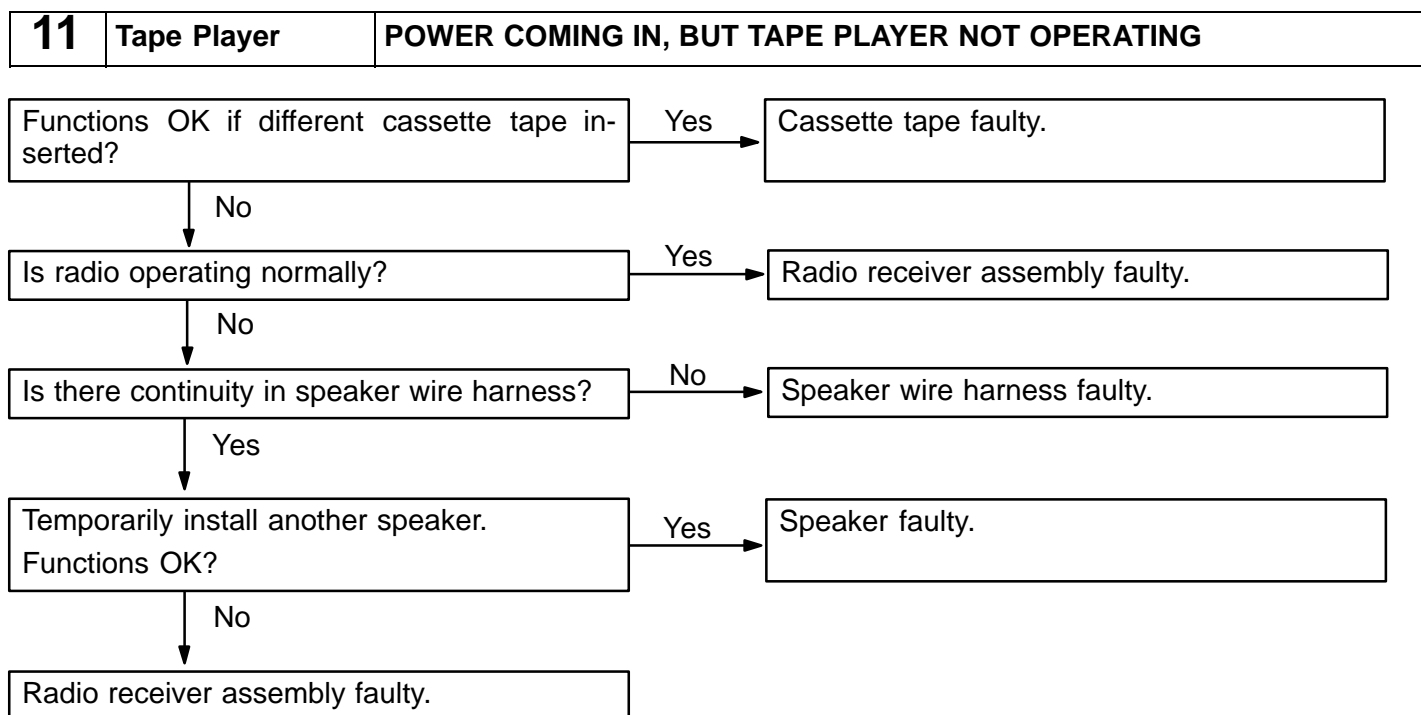 11 Tape Player POWER COMING IN, BUT TAPE PLAYER NOT OPERATING
Functions OK if different cassette tape in-
serted?
Yes
Cassette tape faulty.
No
Is radio operating normally?
Yes
Radio receiver assembly faulty.
No
Is there continuity in speaker wire harness?
No
Speaker wire harness faulty.
Yes
Temporarily install another speaker.
Functions OK?
Yes
Speaker faulty.
No
Radio receiver assembly faulty.